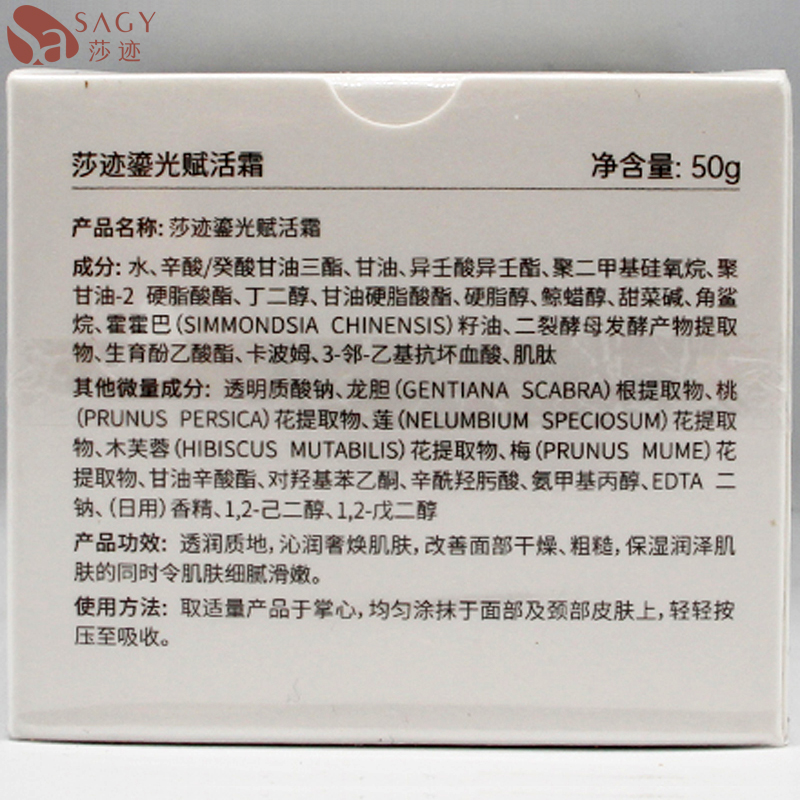 SAGY
莎迹
莎迹鎏光赋活霜 净含量: 50g
产品名称: 莎迹鎏光赋活霜
成分: 水、辛酸/癸酸甘油三酯、甘油、异壬酸异壬酯、聚二甲基硅氧烷、聚
甘油-2 硬脂酸酯、丁二醇、甘油硬脂酸酯、硬脂醇、鲸蜡醇、甜菜碱、角鲨
烷、霍霍巴(SIMMONDSIA CHINENSIS)籽油、二裂酵母发酵产物提取
物、生育酚乙酸酯、卡波姆、3-邻-乙基抗坏血酸、肌肽
其他微量成分: 透明质酸钠、龙胆(GENTIANA SCABRA)根提取物、桃
(PRUNUS PERSICA)花提取物、莲(NELUMBIUM SPECIOSUM)花提取
物、木芙蓉(HIBISCUS MUTABILIS)花提取物、梅(PRUNUS MUME)花
提取物、甘油辛酸酯、对羟基苯乙酮、辛酰羟肟酸、氨甲基丙醇、EDTA 二
钠、(日用)香精、1,2-己二醇、1,2-戊二醇
产品功效: 透润质地,沁润奢焕肌肤,改善面部干燥、粗糙,保湿润泽肌
肤的同时令肌肤细腻滑嫩。
使用方法: 取适量产品于掌心,均匀涂抹于面部及颈部皮肤上,轻轻按
压至吸收。